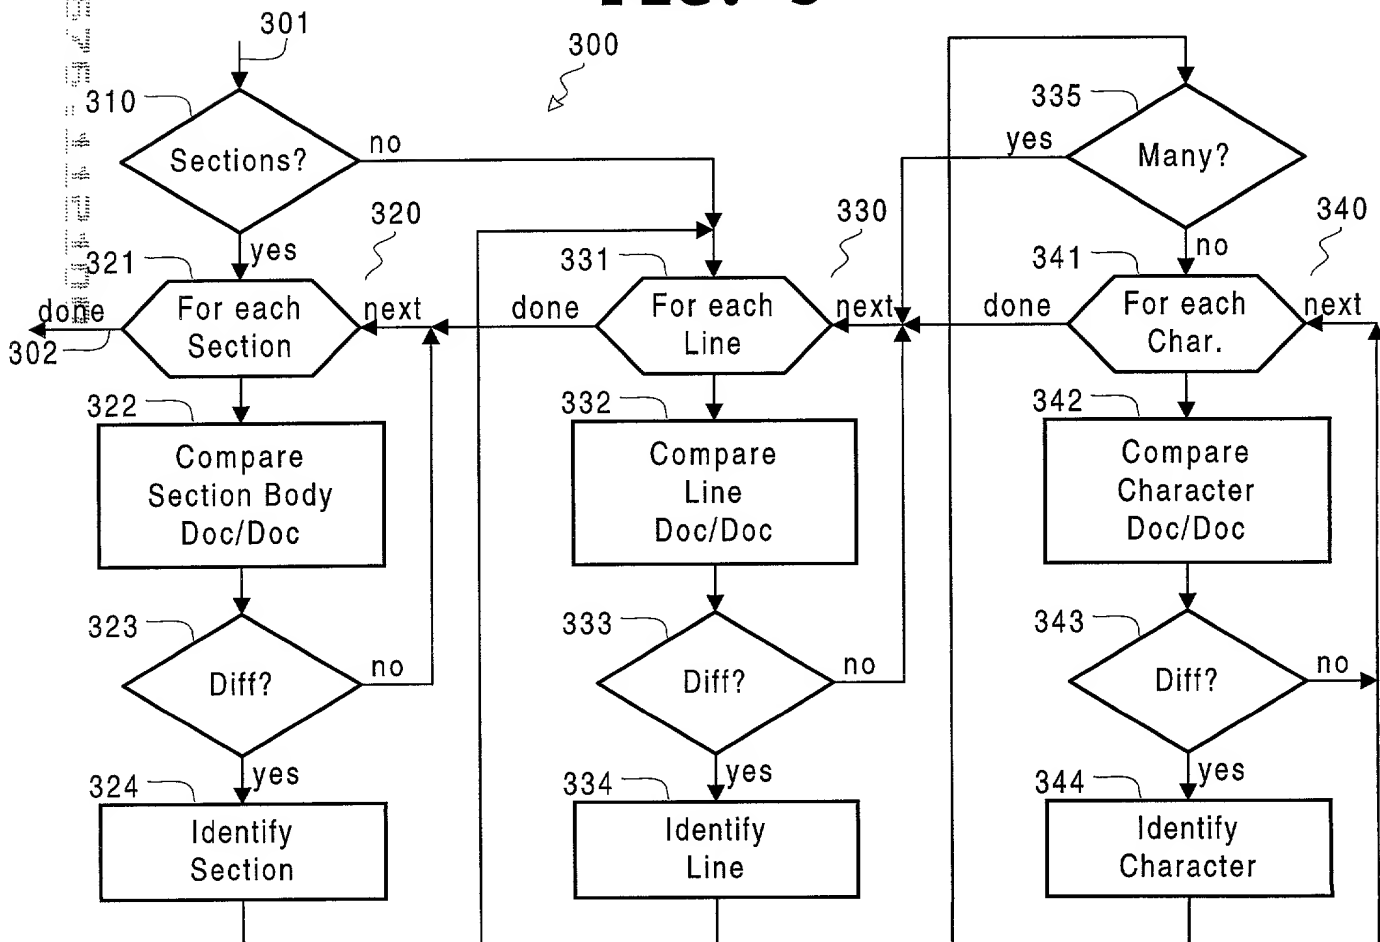 301
300
310
Sections?
no
yes
320
321
For each
Section
done
302
next
322
Compare
Section Body
Doc/Doc
323
Diff?
no
yes
324
Identify
Section
330
331
For each
Line
done
next
332
Compare
Line
Doc/Doc
333
Diff?
no
yes
334
Identify
Line
335
Many?
yes
no
340
341
For each
Char.
done
next
342
Compare
Character
Doc/Doc
343
Diff?
no
yes
344
Identify
Character